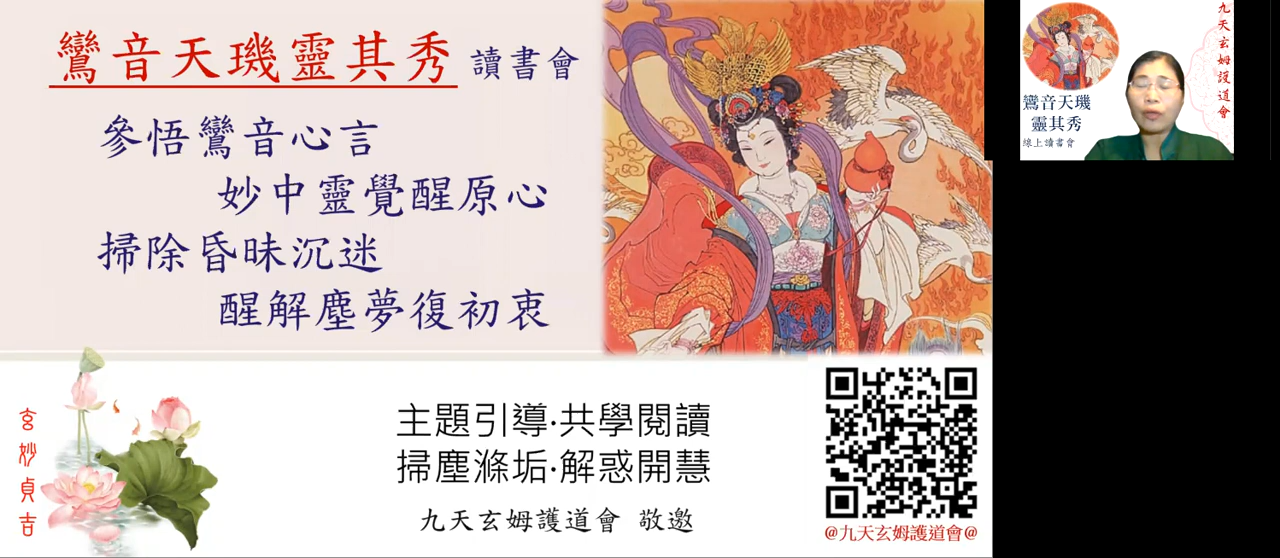 鸞音天璣靈其秀 讀書會
參悟鸞音心言
妙中靈覺醒原心
掃除昏昧沉迷
醒解塵夢復初衷
玄妙貞吉
主題引導·共學閱讀
掃塵滌垢·解惑開慧
九天玄姆護道會 敬邀
@九天玄姆護道會@
鸞音天璣
靈其秀
線上讀書會
九天玄姆護道會